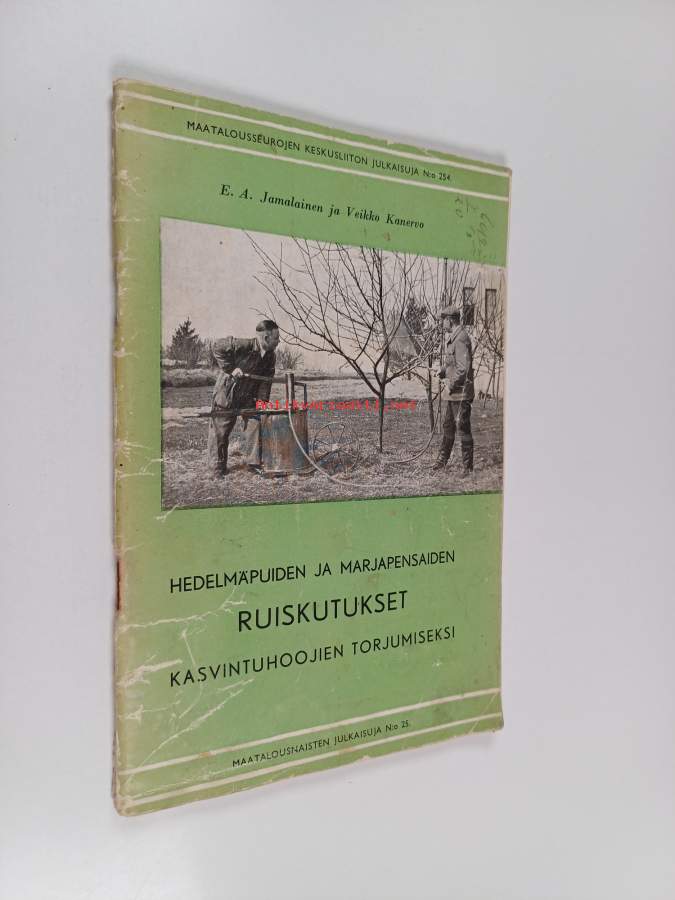 MAATALOUSSEUROJEN KESKUSLIITON JULKAISUJA N:o 254
E. A. Jamalainen ja Veikko Kanervo
HEDELMÄPUIDEN JA MARJAPENSAIDEN
RUISKUTUKSET
KASVINTUHOOJIEN TORJUMISEKSI
MAATALOUSNAISTEN JULKAISUJA N:o 25.